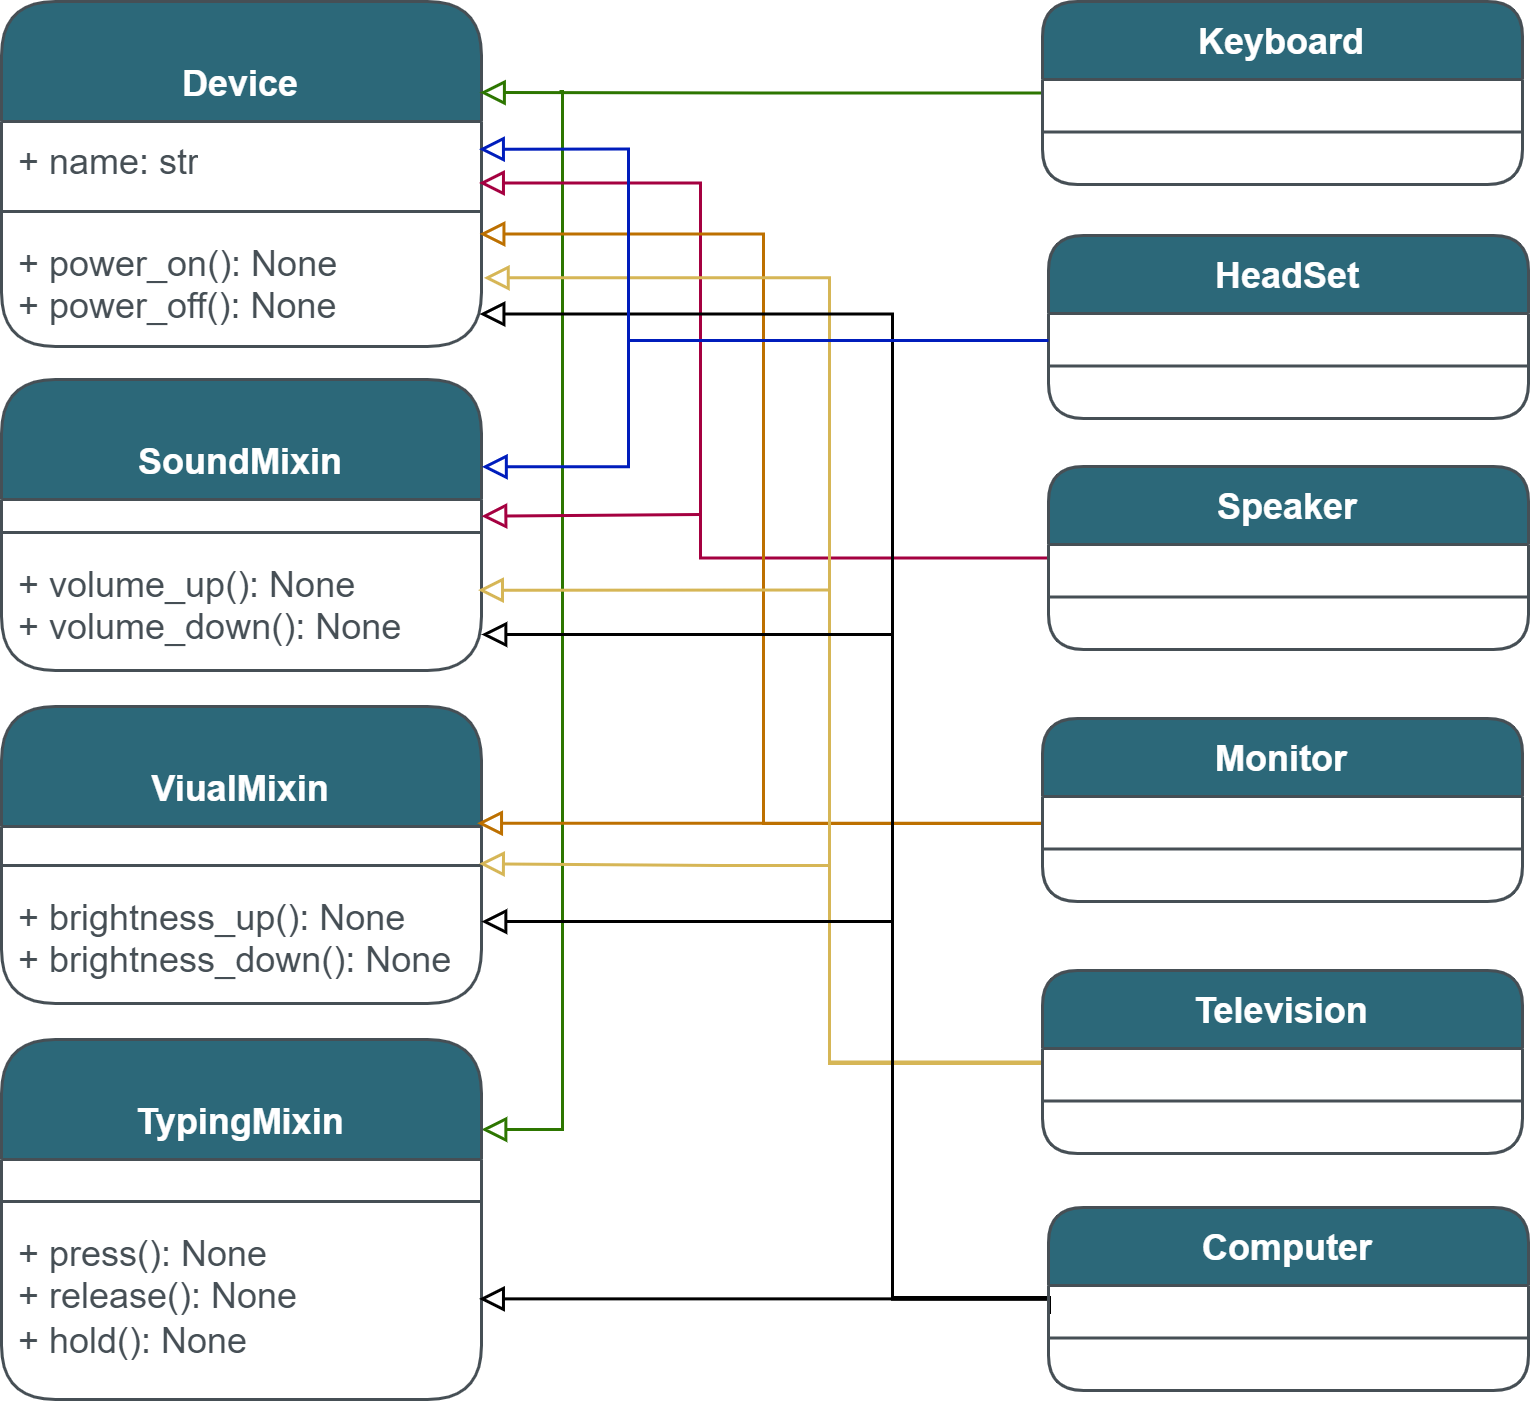 Device
+ name: str
+ power_on(): None
+ power_off(): None
SoundMixin
+ volume_up(): None
+ volume_down(): None
ViualMixin
+ brightness_up(): None
+ brightness_down(): None
TypingMixin
+ press(): None
+ release(): None
+ hold(): None
Keyboard
HeadSet
Speaker
Monitor
Television
Computer